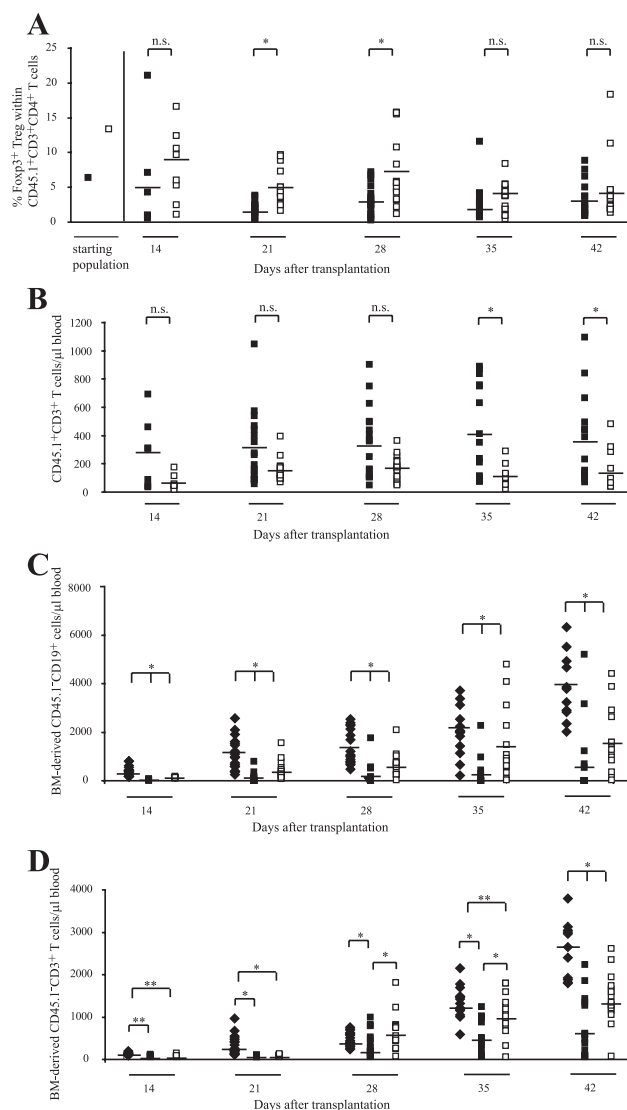 A
n.s. * * n.s. n.s.
25
20
15
10
5
0
% Foxp3+ Treg within
CD45.1+CD3+CD4+ T cells
starting
population
14 21 28 35 42
Days after transplantation
B
n.s. n.s. n.s. * *
1200
1000
800
600
400
200
0
CD45.1+CD3+ T cells/µl blood
14 21 28 35 42
Days after transplantation
C
* * * * *
8000
6000
4000
2000
0
BM-derived CD45.1-CD19+ cells/µl blood
14 21 28 35 42
Days after transplantation
D
4000
3000
2000
1000
0
** ** * * * * ** * * *
BM-derived CD45.1-CD3+ T cells/µl blood
14 21 28 35 42
Days after transplantation